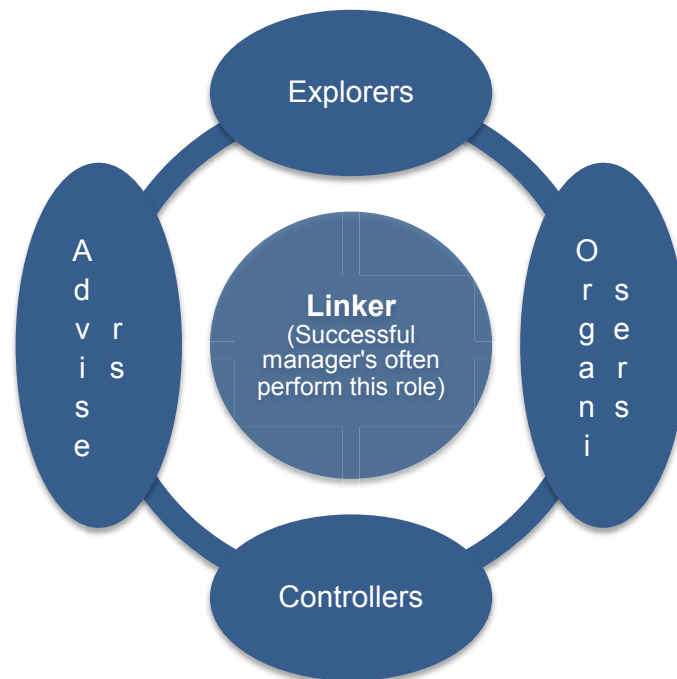 Explorers
Advisers
Linker
(Successful
manager's often
perform this role)
Organisers
Controllers